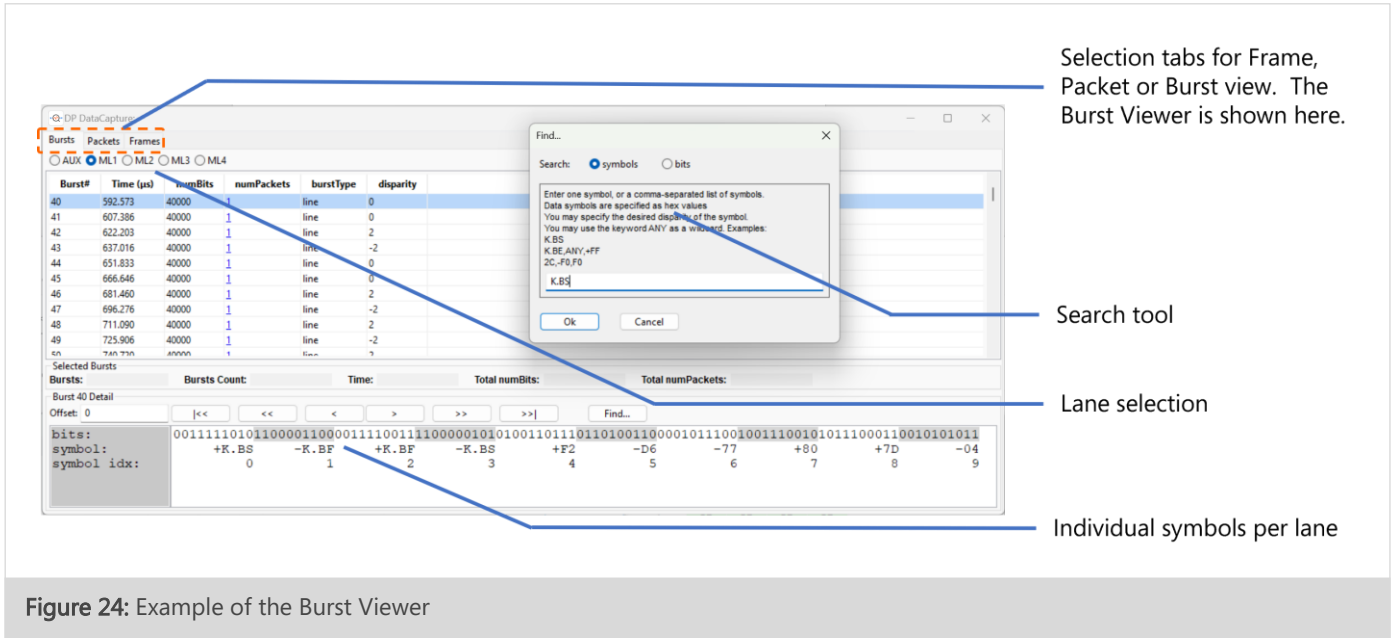 Selection tabs for Frame,
Packet or Burst view. The
Burst Viewer is shown here.
DP DataCapture
Bursts Packets Frames
AUX ML1 ML2 ML3 ML4
Burst# Time (µs) numBits numPackets burstType disparity
40 592.573 40000 1 line 0
41 607.386 40000 1 line 0
42 622.203 40000 1 line 2
43 637.016 40000 1 line -2
44 651.833 40000 1 line 0
45 666.646 40000 1 line 0
46 681.460 40000 1 line 2
47 696.276 40000 1 line -2
48 711.090 40000 1 line 2
49 725.906 40000 1 line -2
50 740.720 40000 1 line 2
Find...
Search: symbols bits
Enter one symbol, or a comma-separated list of symbols.
Data symbols are specified as hex values
You may specify the desired disparity of the symbol.
You may use the keyword ANY as a wildcard. Examples:
K.BS
K.BE,ANY,+FF
2C,-F0,F0
K.BS
Ok Cancel
Search tool
Selected Bursts
Bursts: Bursts Count: Time: Total numBits: Total numPackets:
Lane selection
Burst 40 Detail
Offset: 0 |<< << < > >> >>| Find...
bits: 0011111010110000110000111110011110000010101001101110110100110000101110010011100101011100011001010101011
symbol: +K.BS -K.BF +K.BF -K.BS +F2 -D6 -77 +80 +7D -04
symbol idx: 0 1 2 3 4 5 6 7 8 9
Individual symbols per lane
Figure 24: Example of the Burst Viewer